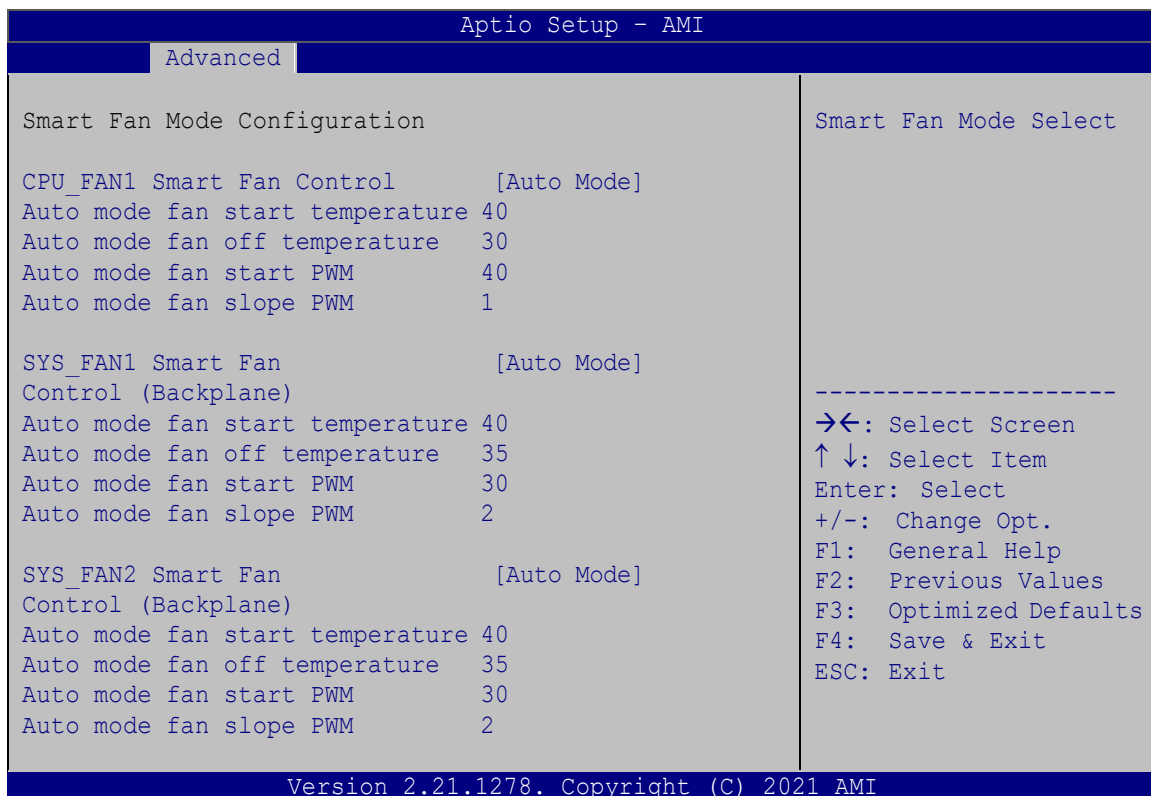 Aptio Setup – AMI
Advanced
Smart Fan Mode Configuration
CPU_FAN1 Smart Fan Control [Auto Mode]
Auto mode fan start temperature 40
Auto mode fan off temperature 30
Auto mode fan start PWM 40
Auto mode fan slope PWM 1
SYS_FAN1 Smart Fan [Auto Mode]
Control (Backplane)
Auto mode fan start temperature 40
Auto mode fan off temperature 35
Auto mode fan start PWM 30
Auto mode fan slope PWM 2
SYS_FAN2 Smart Fan [Auto Mode]
Control (Backplane)
Auto mode fan start temperature 40
Auto mode fan off temperature 35
Auto mode fan start PWM 30
Auto mode fan slope PWM 2
Smart Fan Mode Select
---------------------
→←: Select Screen
↑ ↓: Select Item
Enter: Select
+/-: Change Opt.
F1: General Help
F2: Previous Values
F3: Optimized Defaults
F4: Save & Exit
ESC: Exit
Version 2.21.1278. Copyright (C) 2021 AMI